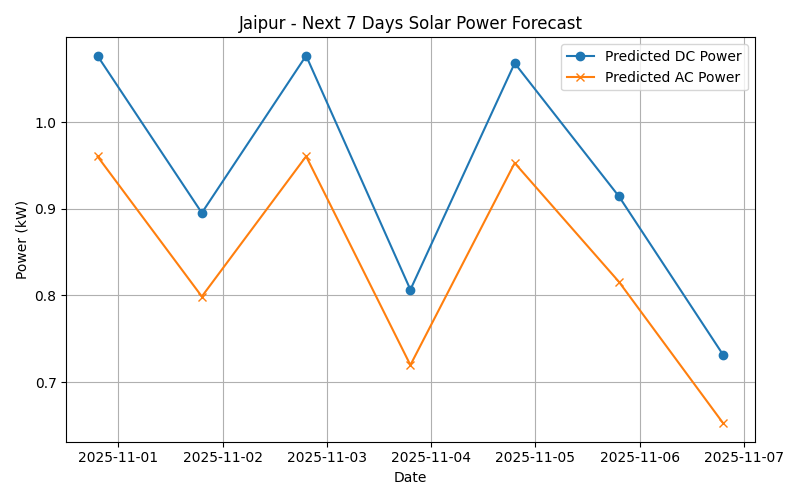 Jaipur - Next 7 Days Solar Power Forecast
Predicted DC Power
Predicted AC Power
Power (kW)
1.0
0.9
0.8
0.7
2025-11-01 2025-11-02 2025-11-03 2025-11-04 2025-11-05 2025-11-06 2025-11-07
Date